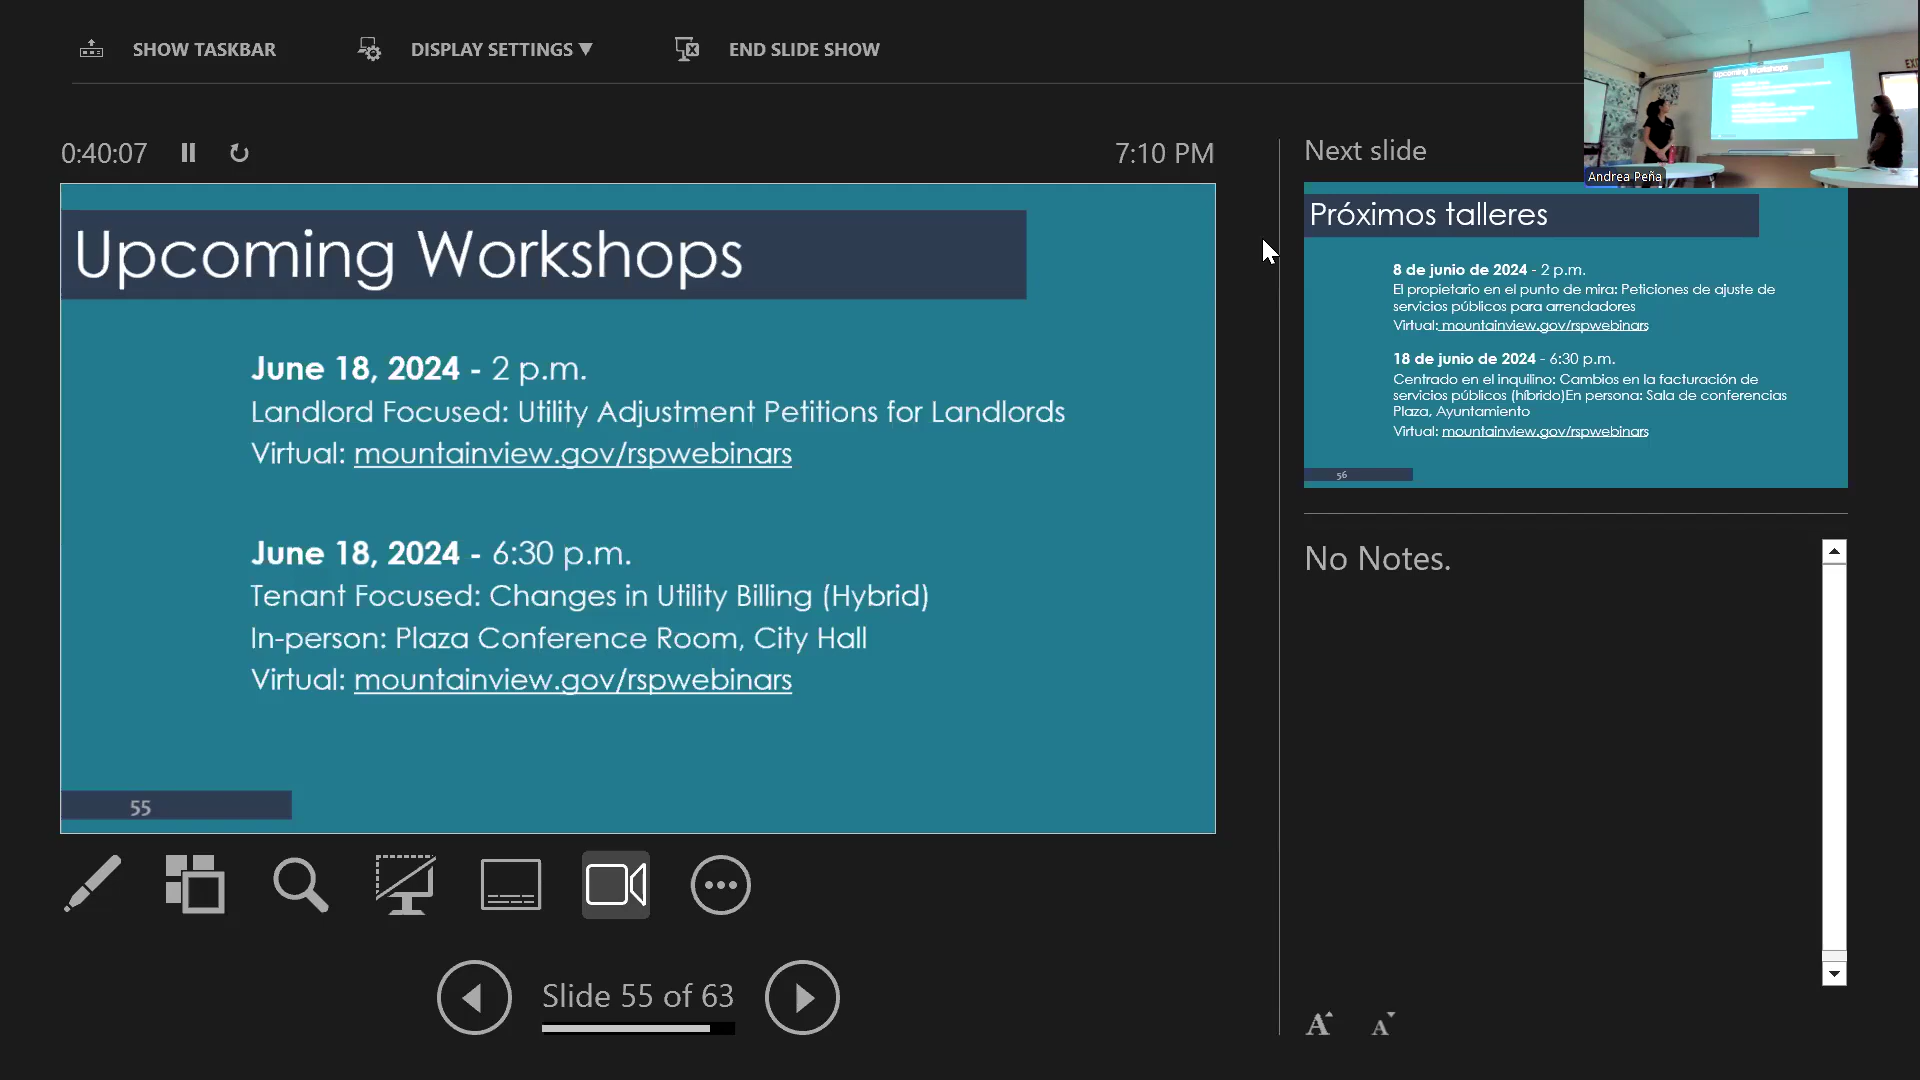 SHOW TASKBAR
DISPLAY SETTINGS ▼
END SLIDE SHOW
0:40:07
7:10 PM
Upcoming Workshops
June 18, 2024 - 2 p.m.
Landlord Focused: Utility Adjustment Petitions for Landlords
Virtual: mountainview.gov/rspwebinars
June 18, 2024 - 6:30 p.m.
Tenant Focused: Changes in Utility Billing (Hybrid)
In-person: Plaza Conference Room, City Hall
Virtual: mountainview.gov/rspwebinars
55
Slide 55 of 63
Upcoming Workshops
Andrea Peña
Next slide
Próximos talleres
8 de junio de 2024 - 2 p.m.
El propietario en el punto de mira: Peticiones de ajuste de
servicios públicos para arrendadores
Virtual: mountainview.gov/rspwebinars
18 de junio de 2024 - 6:30 p.m.
Centrado en el inquilino: Cambios en la facturación de
servicios públicos (híbrido)En persona: Sala de conferencias
Plaza, Ayuntamiento
Virtual: mountainview.gov/rspwebinars
56
No Notes.
A A